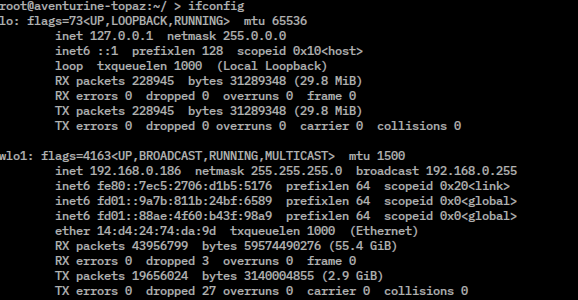 root@aventurine-topaz:~/ > ifconfig
lo: flags=73<UP,LOOPBACK,RUNNING>  mtu 65536
        inet 127.0.0.1  netmask 255.0.0.0
        inet6 ::1  prefixlen 128  scopeid 0x10<host>
        loop  txqueuelen 1000  (Local Loopback)
        RX packets 228945  bytes 31289348 (29.8 MiB)
        RX errors 0  dropped 0  overruns 0  frame 0
        TX packets 228945  bytes 31289348 (29.8 MiB)
        TX errors 0  dropped 0 overruns 0  carrier 0  collisions 0

wlo1: flags=4163<UP,BROADCAST,RUNNING,MULTICAST>  mtu 1500
        inet 192.168.0.186  netmask 255.255.255.0  broadcast 192.168.0.255
        inet6 fe80::7ec5:2706:d1b5:5176  prefixlen 64  scopeid 0x20<link>
        inet6 fd01::9a7b:811b:24bf:6589  prefixlen 64  scopeid 0x0<global>
        inet6 fd01::88ae:4f60:b43f:98a9  prefixlen 64  scopeid 0x0<global>
        ether 14:d4:24:74:da:9d  txqueuelen 1000  (Ethernet)
        RX packets 43956799  bytes 59574490276 (55.4 GiB)
        RX errors 0  dropped 3  overruns 0  frame 0
        TX packets 19656024  bytes 3140004855 (2.9 GiB)
        TX errors 0  dropped 27 overruns 0  carrier 0  collisions 0